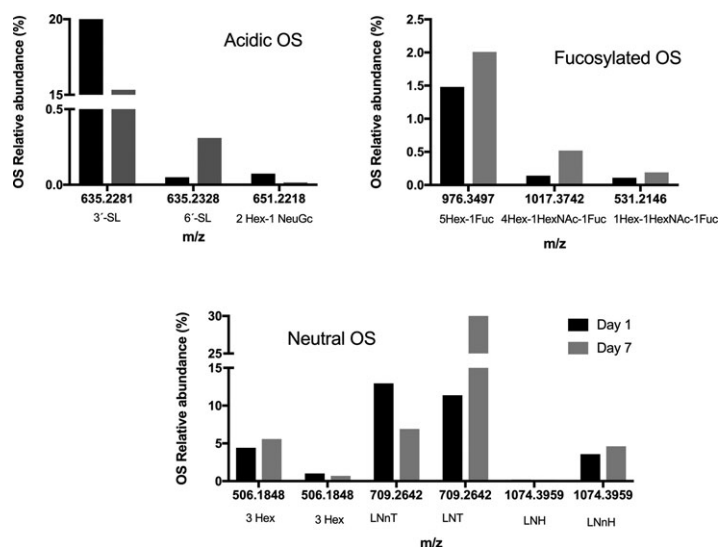 Acidic OS
OS Relative abundance (%)
20
15
0.5
0.0
635.2281 635.2328 651.2218
3´-SL 6´-SL 2 Hex-1 NeuGc
m/z
Fucosylated OS
OS Relative abundance (%)
2.5
2.0
1.5
1.0
0.5
0.0
976.3497 1017.3742 531.2146
5Hex-1Fuc 4Hex-1HexNAc-1Fuc 1Hex-1HexNAc-1Fuc
m/z
Neutral OS
Day 1
Day 7
OS Relative abundance (%)
30
25
15
10
5
0
506.1848 506.1848 709.2642 709.2642 1074.3959 1074.3959
3 Hex 3 Hex LNnT LNT LNH LNnH
m/z